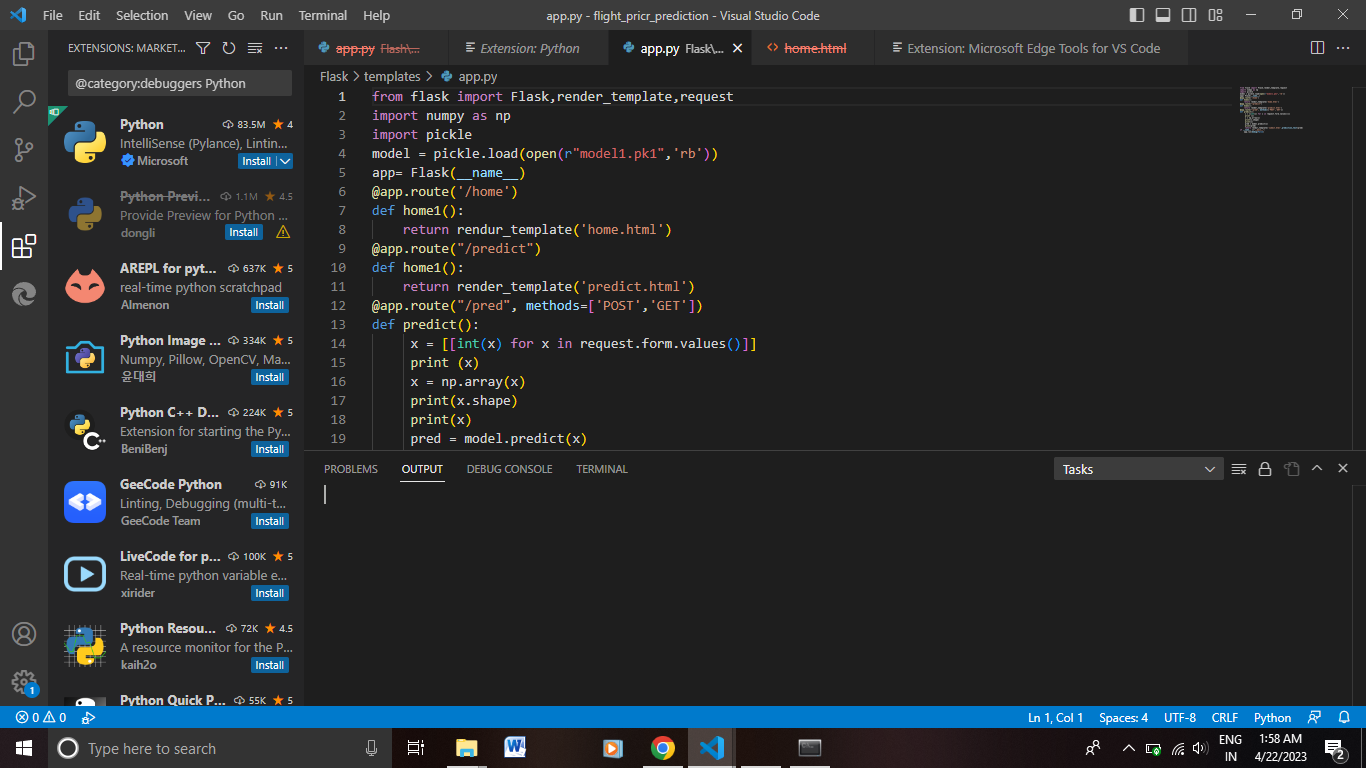 File Edit Selection View Go Run Terminal Help
app.py - flight_pricr_prediction - Visual Studio Code
EXTENSIONS: MARKET...
@category:debuggers Python
Python 83.5M 4
IntelliSense (Pylance), Lintin...
Microsoft Install
Python Previ... 1.1M 4.5
Provide Preview for Python ...
dongli Install
AREPL for pyt... 637K 5
real-time python scratchpad
Almenon Install
Python Image ... 334K 5
Numpy, Pillow, OpenCV, Ma...
윤대희 Install
Python C++ D... 224K 5
Extension for starting the Py...
BeniBenj Install
GeeCode Python 91K
Linting, Debugging (multi-t...
GeeCode Team Install
LiveCode for p... 100K 5
Real-time python variable e...
xirider Install
Python Resou... 72K 4.5
A resource monitor for the P...
kaih2o Install
Python Quick P... 55K 5
app.py Flash\... Extension: Python app.py Flask\... home.html Extension: Microsoft Edge Tools for VS Code
Flask > templates > app.py
1 from flask import Flask,render_template,request
2 import numpy as np
3 import pickle
4 model = pickle.load(open(r"model1.pk1",'rb'))
5 app= Flask(__name__)
6 @app.route('/home')
7 def home1():
8 return rendur_template('home.html')
9 @app.route("/predict")
10 def home1():
11 return render_template('predict.html')
12 @app.route("/pred", methods=['POST','GET'])
13 def predict():
14 x = [[int(x) for x in request.form.values()]]
15 print (x)
16 x = np.array(x)
17 print(x.shape)
18 print(x)
19 pred = model.predict(x)
PROBLEMS OUTPUT DEBUG CONSOLE TERMINAL
Tasks
1
0 0
Ln 1, Col 1 Spaces: 4 UTF-8 CRLF Python
Type here to search
ENG
IN
1:58 AM
4/22/2023
2